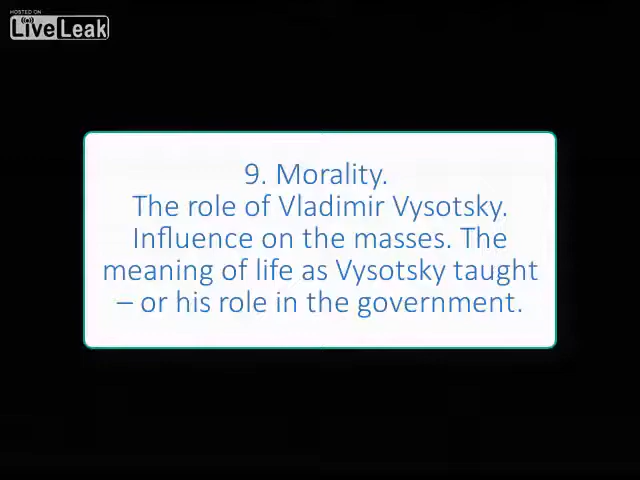 HOSTED ON
LiveLeak
9. Morality.
The role of Vladimir Vysotsky.
Influence on the masses. The
meaning of life as Vysotsky taught
– or his role in the government.